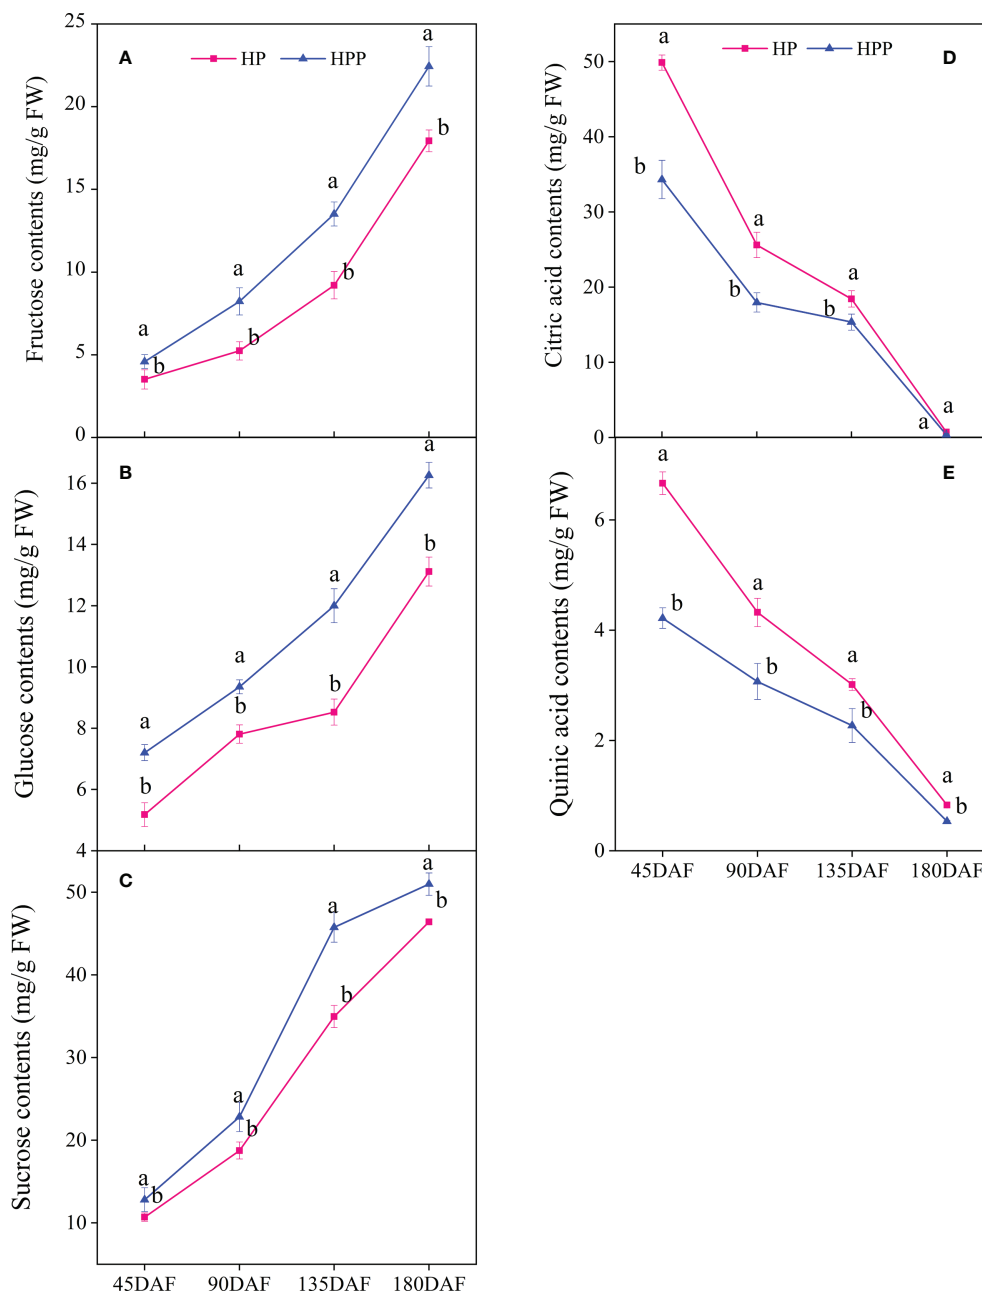 A
HP
HPP
Fructose contents (mg/g FW)
25
20
15
10
5
0
a
b
a
b
a
b
a
b
B
Glucose contents (mg/g FW)
16
14
12
10
8
6
4
a
b
a
b
a
b
a
b
C
Sucrose contents (mg/g FW)
50
40
30
20
10
a
b
a
b
a
b
a
b
45DAF
90DAF
135DAF
180DAF
D
HP
HPP
Citric acid contents (mg/g FW)
50
40
30
20
10
0
a
b
a
b
a
b
a
a
E
Quinic acid contents (mg/g FW)
6
4
2
0
a
b
a
b
a
b
a
b
45DAF
90DAF
135DAF
180DAF